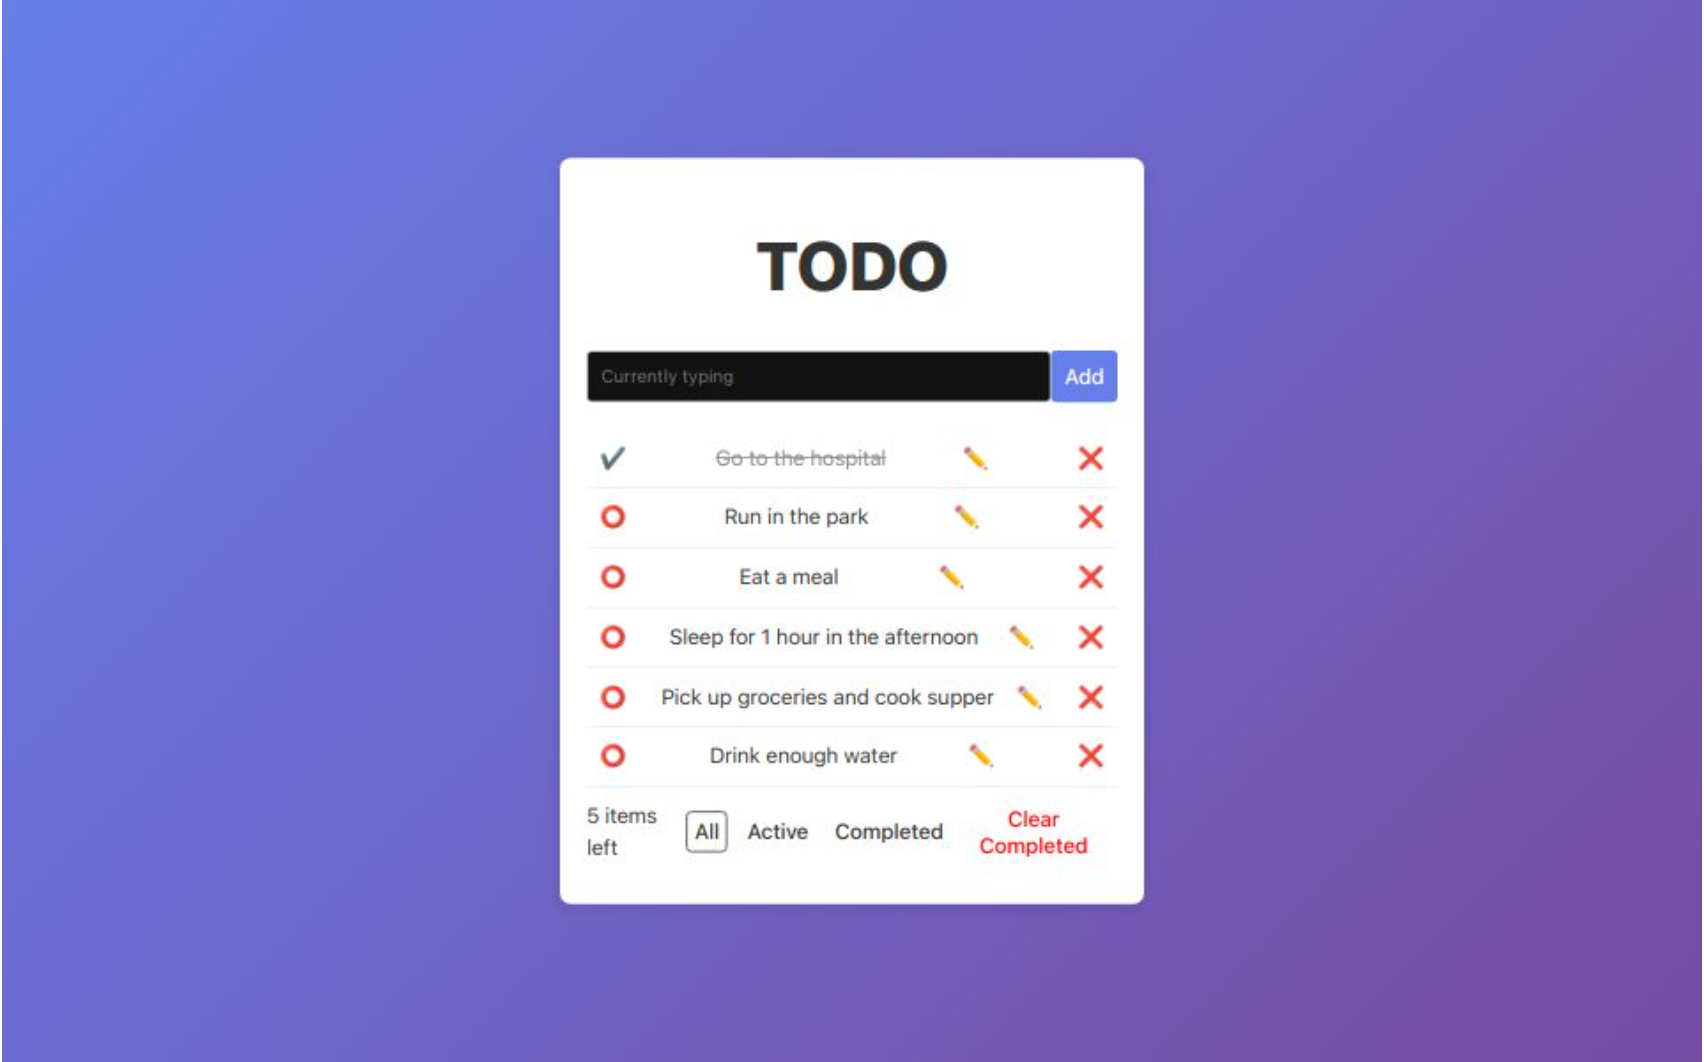 TODO
Currently typing
Add
Go to the hospital
Run in the park
Eat a meal
Sleep for 1 hour in the afternoon
Pick up groceries and cook supper
Drink enough water
5 items
left
All
Active
Completed
Clear
Completed